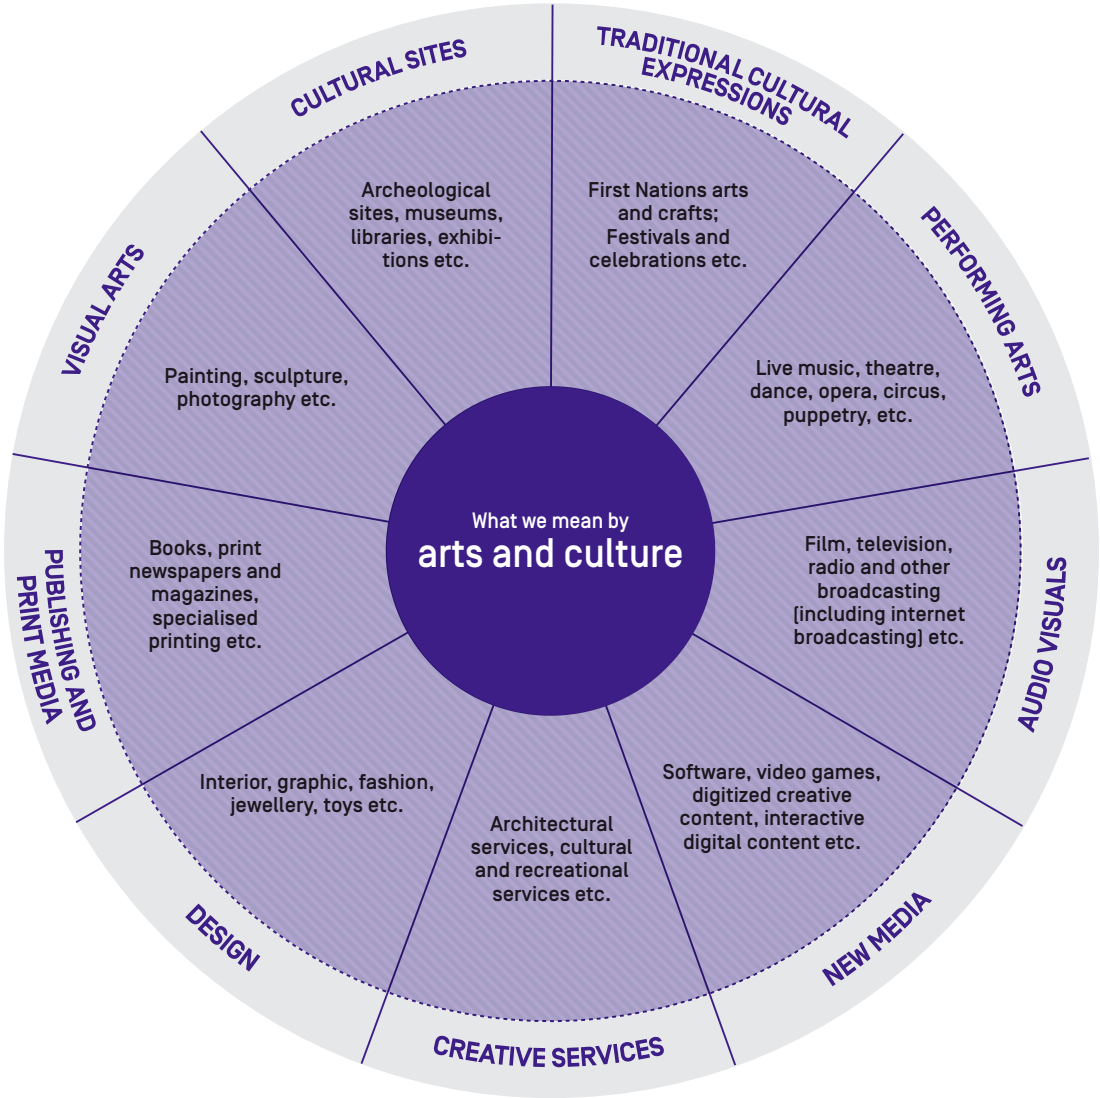 What we mean by
arts and culture
TRADITIONAL CULTURAL
EXPRESSIONS
First Nations arts
and crafts;
Festivals and
celebrations etc.
PERFORMING ARTS
Live music, theatre,
dance, opera, circus,
puppetry, etc.
AUDIO VISUALS
Film, television,
radio and other
broadcasting
(including internet
broadcasting) etc.
NEW MEDIA
Software, video games,
digitized creative
content, interactive
digital content etc.
CREATIVE SERVICES
Architectural
services, cultural
and recreational
services etc.
DESIGN
Interior, graphic, fashion,
jewellery, toys etc.
PUBLISHING AND
PRINT MEDIA
Books, print
newspapers and
magazines,
specialised
printing etc.
VISUAL ARTS
Painting, sculpture,
photography etc.
CULTURAL SITES
Archeological
sites, museums,
libraries, exhibi-
tions etc.